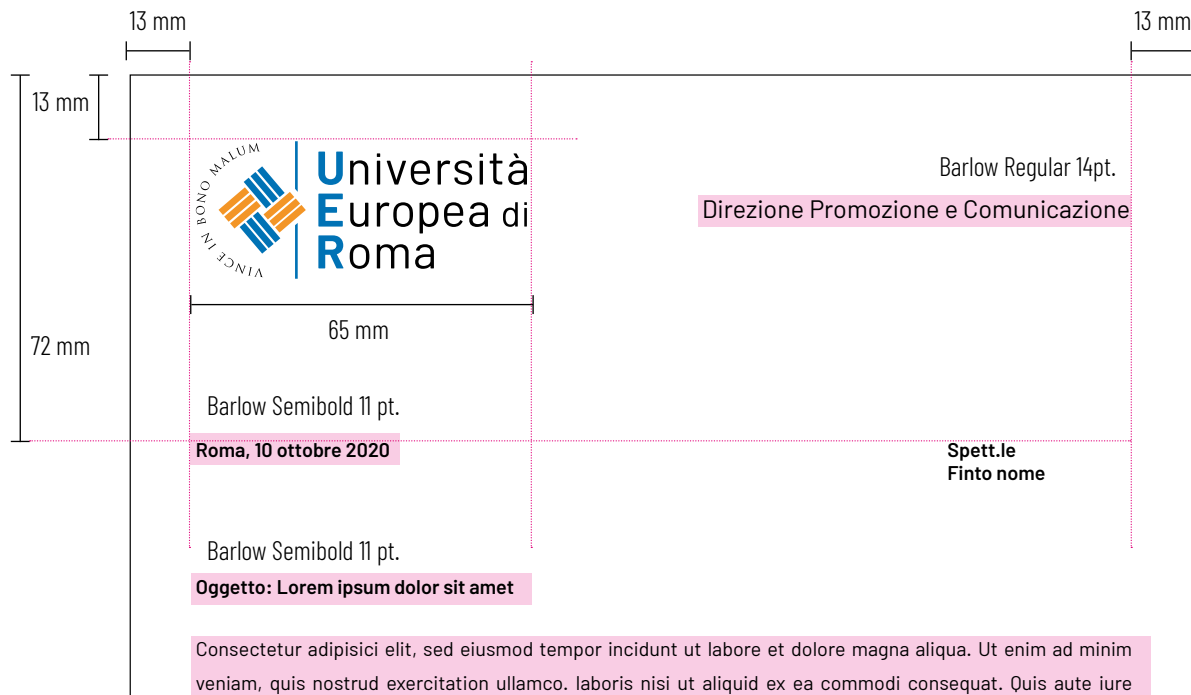 13 mm
13 mm
13 mm
VINCE IN BONO MALUM
Università
Europea di
Roma
Barlow Regular 14pt.
Direzione Promozione e Comunicazione
65 mm
72 mm
Barlow Semibold 11 pt.
Roma, 10 ottobre 2020
Spett.le
Finto nome
Barlow Semibold 11 pt.
Oggetto: Lorem ipsum dolor sit amet
Consectetur adipisici elit, sed eiusmod tempor incidunt ut labore et dolore magna aliqua. Ut enim ad minim
veniam, quis nostrud exercitation ullamco. laboris nisi ut aliquid ex ea commodi consequat. Quis aute iure